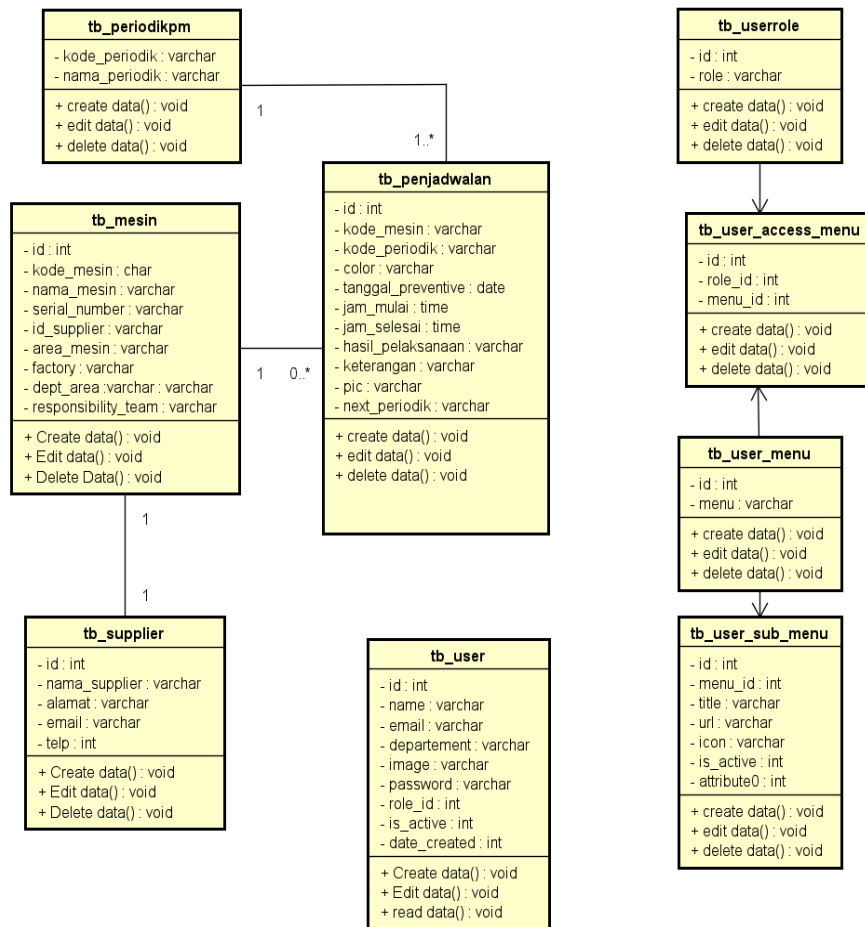 tb_periodikpm
- kode_periodik : varchar
- nama_periodik : varchar
+ create data() : void
+ edit data() : void
+ delete data() : void
1
1..*
tb_penjadwalan
- id : int
- kode_mesin : varchar
- kode_periodik : varchar
- color : varchar
- tanggal_preventive : date
- jam_mulai : time
- jam_selesai : time
- hasil_pelaksanaan : varchar
- keterangan : varchar
- pic : varchar
- next_periodik : varchar
+ create data() : void
+ edit data() : void
+ delete data() : void
tb_mesin
- id : int
- kode_mesin : char
- nama_mesin : varchar
- serial_number : varchar
- id_supplier : varchar
- area_mesin : varchar
- factory : varchar
- dept_area :varchar : varchar
- responsibility_team : varchar
+ Create data() : void
+ Edit data() : void
+ Delete Data() : void
1
0..*
1
1
tb_supplier
- id : int
- nama_supplier : varchar
- alamat : varchar
- email : varchar
- telp : int
+ Create data() : void
+ Edit data() : void
+ Delete data() : void
tb_user
- id : int
- name : varchar
- email : varchar
- departement : varchar
- image : varchar
- password : varchar
- role_id : int
- is_active : int
- date_created : int
+ Create data() : void
+ Edit data() : void
+ read data() : void
tb_userrole
- id : int
- role : varchar
+ create data() : void
+ edit data() : void
+ delete data() : void
tb_user_access_menu
- id : int
- role_id : int
- menu_id : int
+ create data() : void
+ edit data() : void
+ delete data() : void
tb_user_menu
- id : int
- menu : varchar
+ create data() : void
+ edit data() : void
+ delete data() : void
tb_user_sub_menu
- id : int
- menu_id : int
- title : varchar
- url : varchar
- icon : varchar
- is_active : int
- attribute0 : int
+ create data() : void
+ edit data() : void
+ delete data() : void